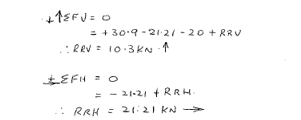 +↑ΣFV = 0
= +30.9 - 21.21 - 20 + RRV
∴ RRV = 10.3KN ↑
+ΣFH = 0
= -21.21 + RRH.
∴ RRH = 21.21 KN →